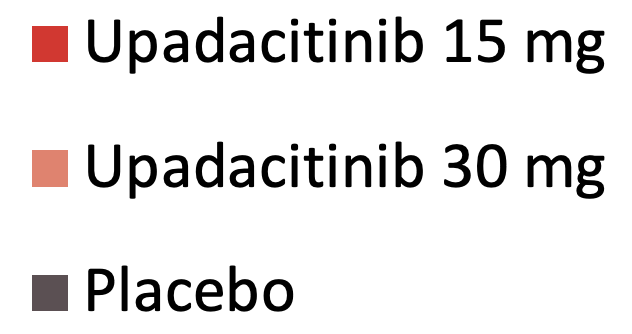 Upadacitinib 15 mg
Upadacitinib 30 mg
Placebo